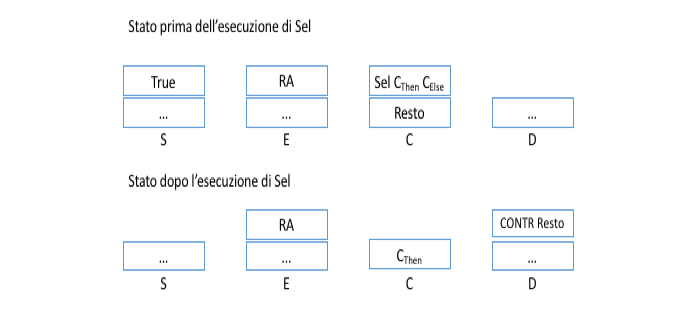 Stato prima dell'esecuzione di Sel
True RA Sel CThen CElse
... ... Resto ...
S E C D
Stato dopo l'esecuzione di Sel
RA CONTR Resto
... ... CThen ...
S E C D